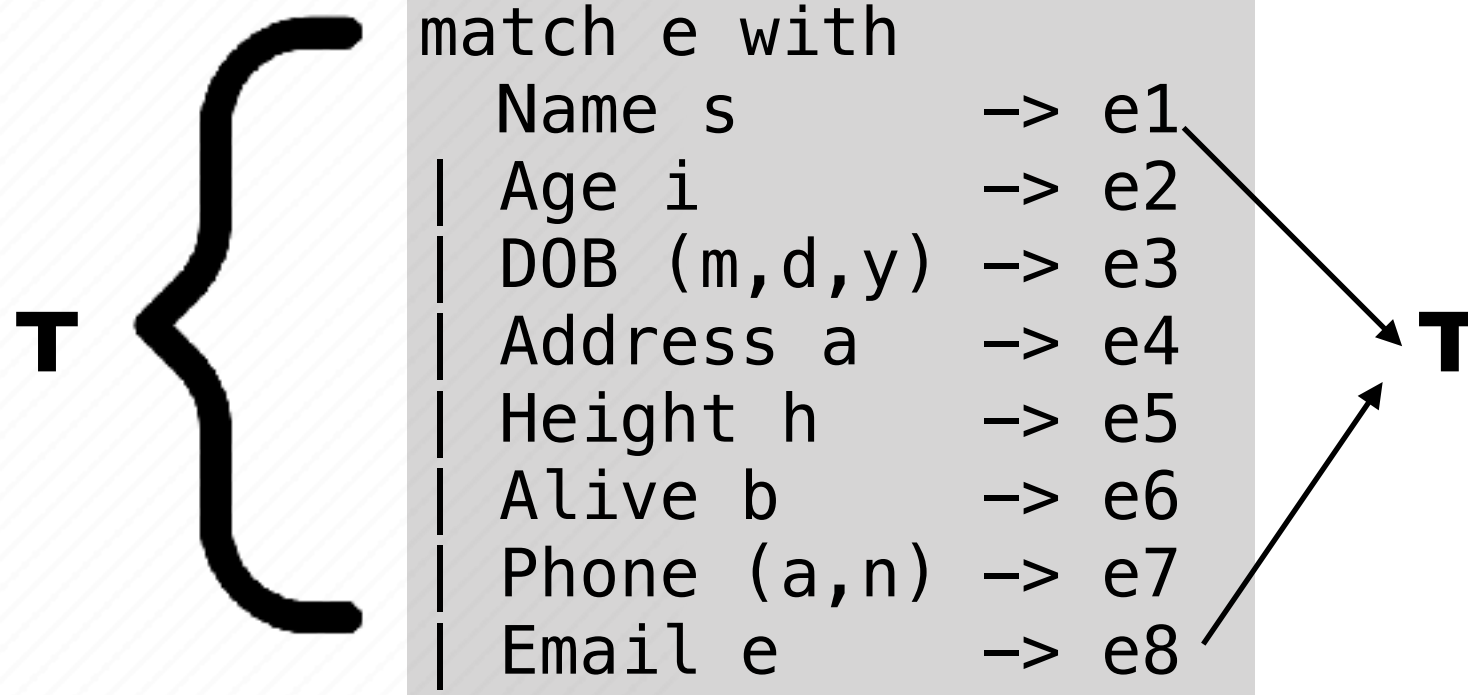 match e with
Name s -> e1
| Age i -> e2
| DOB (m,d,y) -> e3
| Address a -> e4
| Height h -> e5
| Alive b -> e6
| Phone (a,n) -> e7
| Email e -> e8
T
T